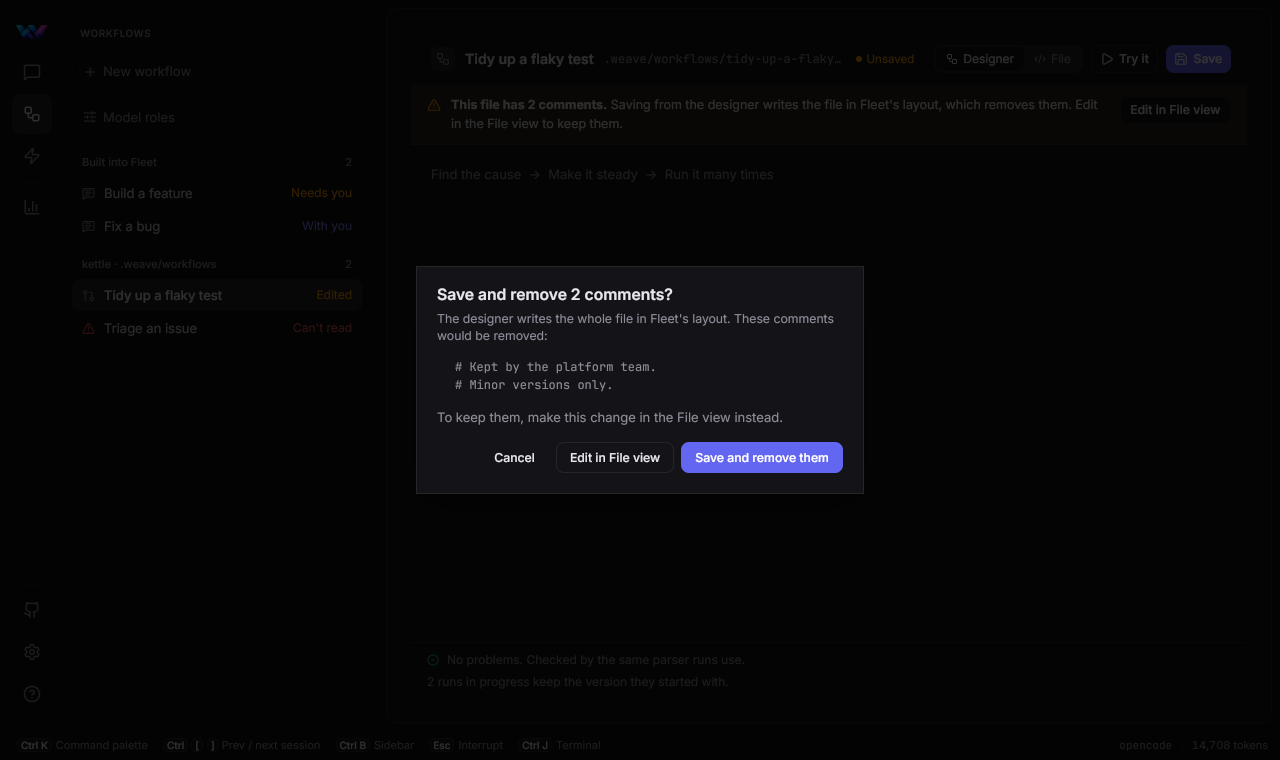 WORKFLOWS
New workflow
Model roles
Built into Fleet 2
Build a feature Needs you
Fix a bug With you
kettle · .weave/workflows 2
Tidy up a flaky test Edited
Triage an issue Can't read
Tidy up a flaky test .weave/workflows/tidy-up-a-flaky… Unsaved Designer File Try it Save
This file has 2 comments. Saving from the designer writes the file in Fleet's layout, which removes them. Edit
in the File view to keep them.
Edit in File view
Find the cause → Make it steady → Run it many times
Save and remove 2 comments?
The designer writes the whole file in Fleet's layout. These comments
would be removed:
# Kept by the platform team.
# Minor versions only.
To keep them, make this change in the File view instead.
Cancel Edit in File view Save and remove them
No problems. Checked by the same parser runs use.
2 runs in progress keep the version they started with.
Ctrl K Command palette Ctrl [ ] Prev / next session Ctrl B Sidebar Esc Interrupt Ctrl J Terminal opencode 14,708 tokens